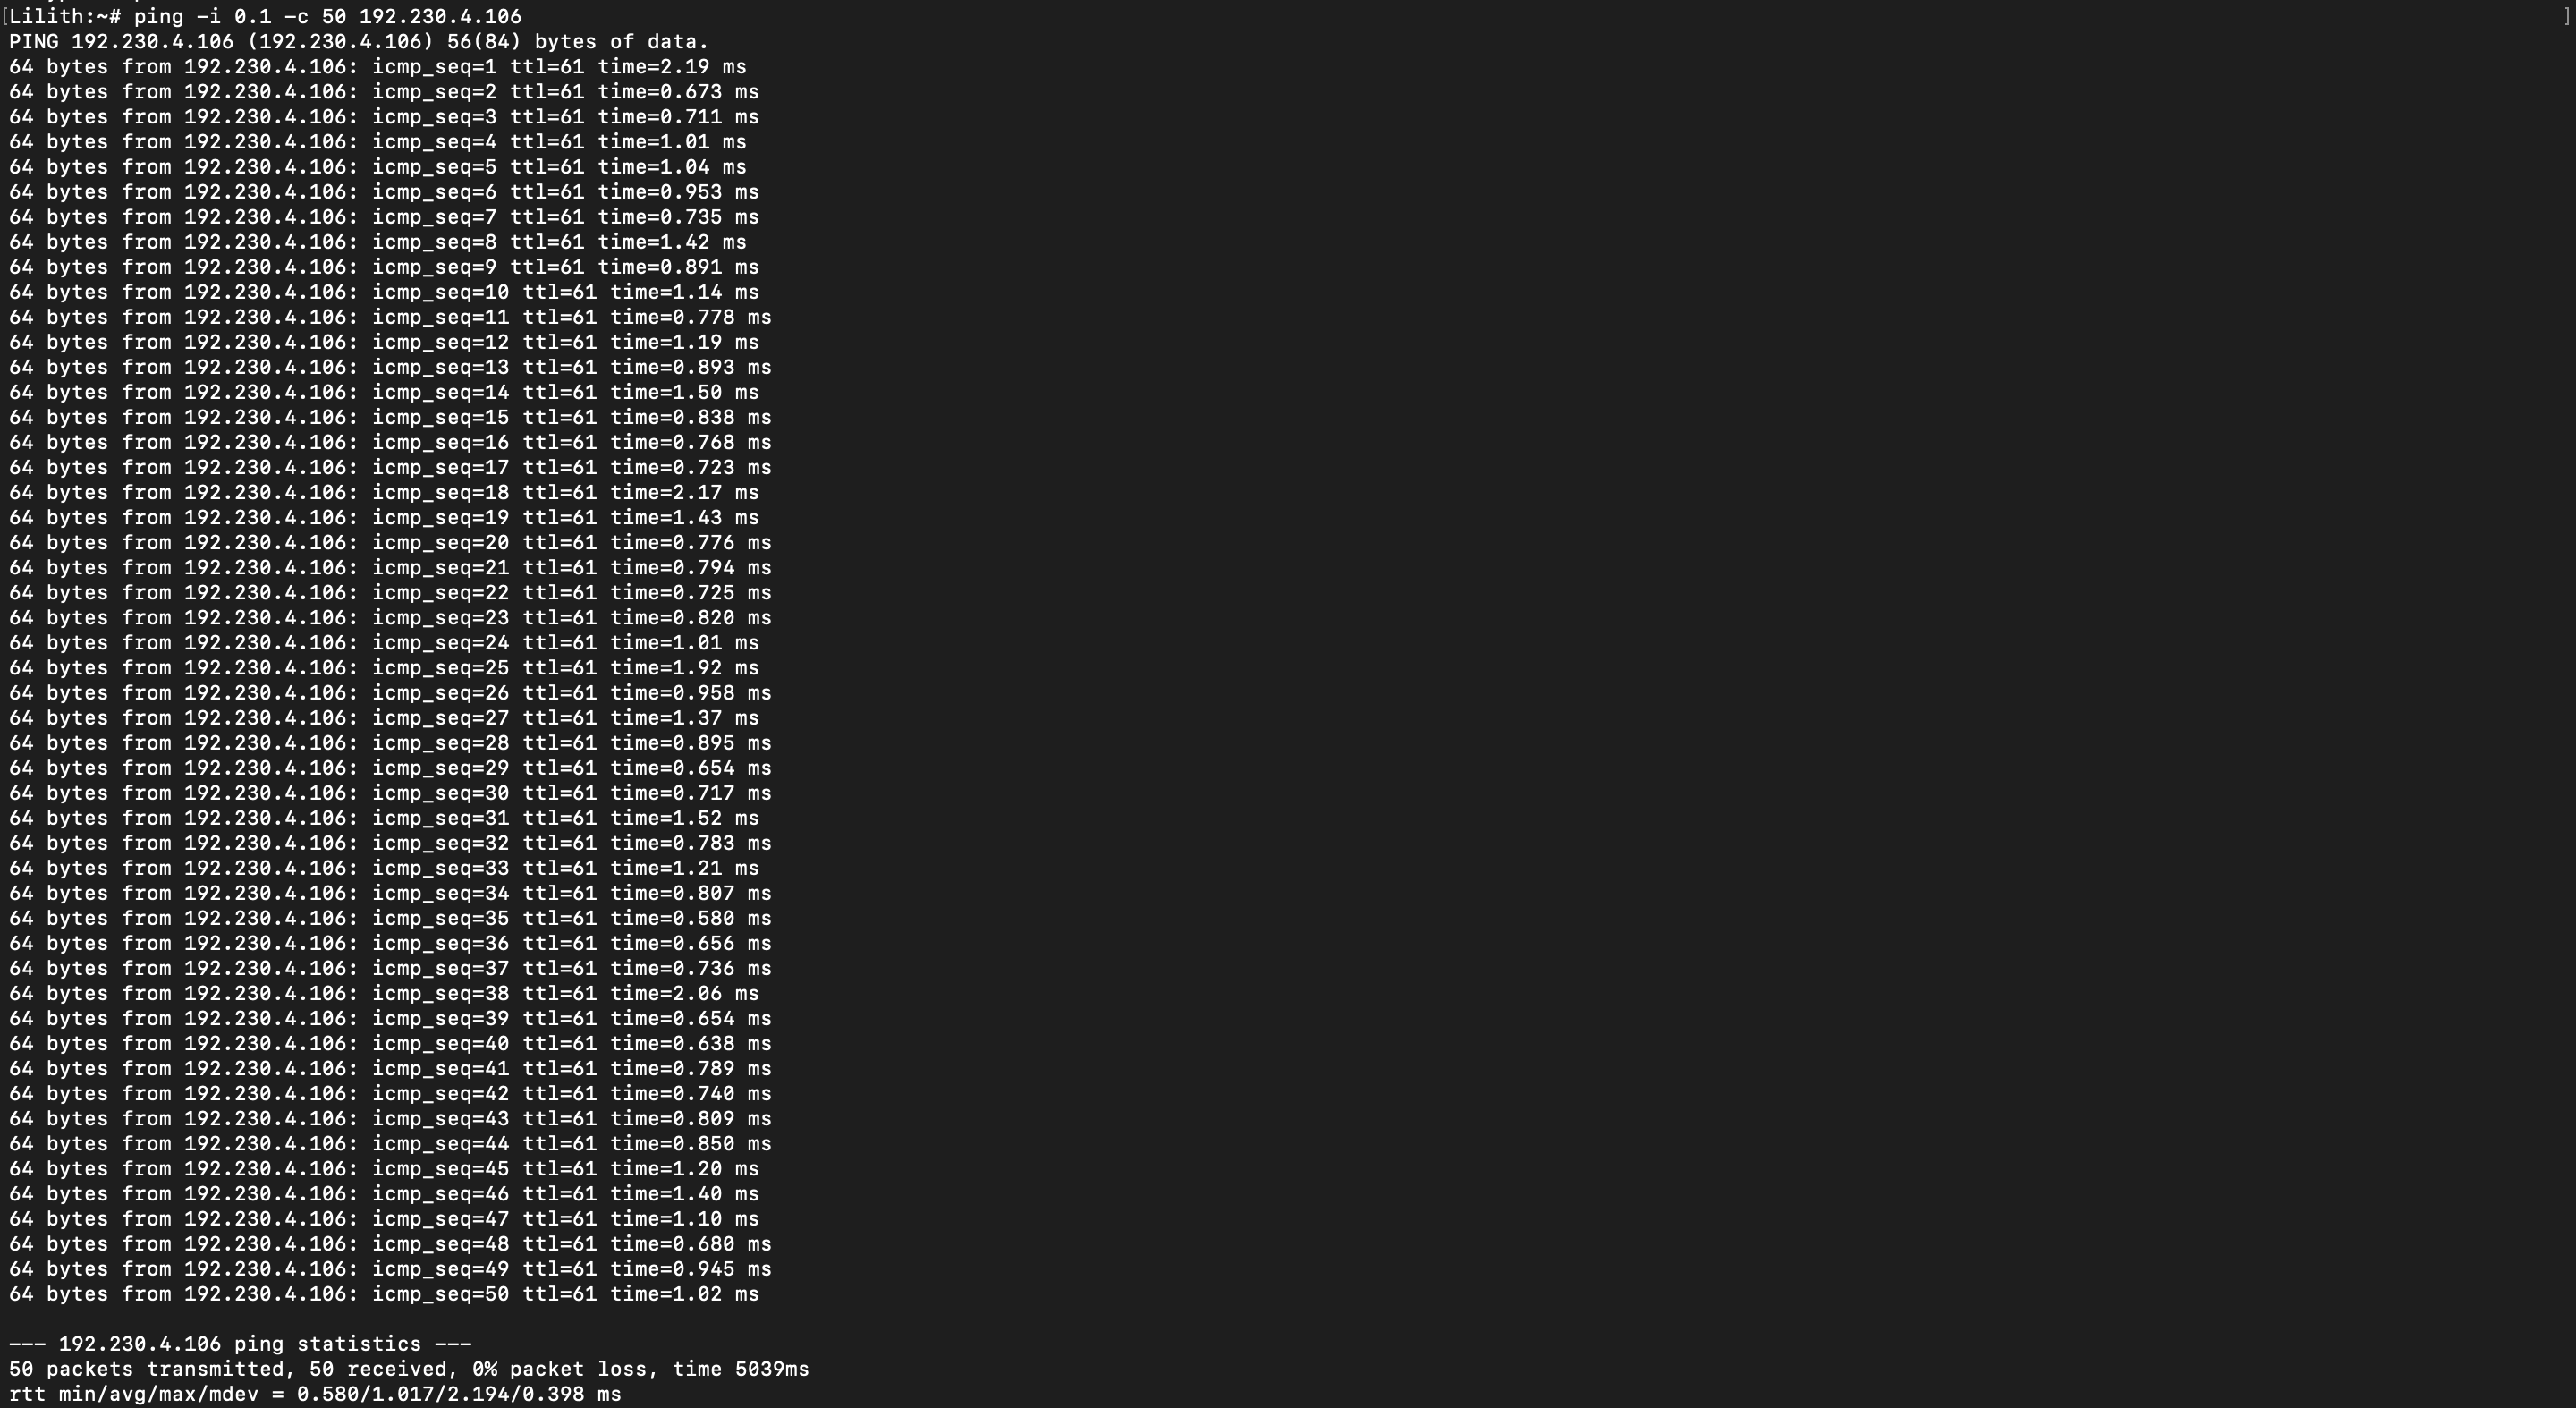 [Lilith:~# ping -i 0.1 -c 50 192.230.4.106 ]
PING 192.230.4.106 (192.230.4.106) 56(84) bytes of data.
64 bytes from 192.230.4.106: icmp_seq=1 ttl=61 time=2.19 ms
64 bytes from 192.230.4.106: icmp_seq=2 ttl=61 time=0.673 ms
64 bytes from 192.230.4.106: icmp_seq=3 ttl=61 time=0.711 ms
64 bytes from 192.230.4.106: icmp_seq=4 ttl=61 time=1.01 ms
64 bytes from 192.230.4.106: icmp_seq=5 ttl=61 time=1.04 ms
64 bytes from 192.230.4.106: icmp_seq=6 ttl=61 time=0.953 ms
64 bytes from 192.230.4.106: icmp_seq=7 ttl=61 time=0.735 ms
64 bytes from 192.230.4.106: icmp_seq=8 ttl=61 time=1.42 ms
64 bytes from 192.230.4.106: icmp_seq=9 ttl=61 time=0.891 ms
64 bytes from 192.230.4.106: icmp_seq=10 ttl=61 time=1.14 ms
64 bytes from 192.230.4.106: icmp_seq=11 ttl=61 time=0.778 ms
64 bytes from 192.230.4.106: icmp_seq=12 ttl=61 time=1.19 ms
64 bytes from 192.230.4.106: icmp_seq=13 ttl=61 time=0.893 ms
64 bytes from 192.230.4.106: icmp_seq=14 ttl=61 time=1.50 ms
64 bytes from 192.230.4.106: icmp_seq=15 ttl=61 time=0.838 ms
64 bytes from 192.230.4.106: icmp_seq=16 ttl=61 time=0.768 ms
64 bytes from 192.230.4.106: icmp_seq=17 ttl=61 time=0.723 ms
64 bytes from 192.230.4.106: icmp_seq=18 ttl=61 time=2.17 ms
64 bytes from 192.230.4.106: icmp_seq=19 ttl=61 time=1.43 ms
64 bytes from 192.230.4.106: icmp_seq=20 ttl=61 time=0.776 ms
64 bytes from 192.230.4.106: icmp_seq=21 ttl=61 time=0.794 ms
64 bytes from 192.230.4.106: icmp_seq=22 ttl=61 time=0.725 ms
64 bytes from 192.230.4.106: icmp_seq=23 ttl=61 time=0.820 ms
64 bytes from 192.230.4.106: icmp_seq=24 ttl=61 time=1.01 ms
64 bytes from 192.230.4.106: icmp_seq=25 ttl=61 time=1.92 ms
64 bytes from 192.230.4.106: icmp_seq=26 ttl=61 time=0.958 ms
64 bytes from 192.230.4.106: icmp_seq=27 ttl=61 time=1.37 ms
64 bytes from 192.230.4.106: icmp_seq=28 ttl=61 time=0.895 ms
64 bytes from 192.230.4.106: icmp_seq=29 ttl=61 time=0.654 ms
64 bytes from 192.230.4.106: icmp_seq=30 ttl=61 time=0.717 ms
64 bytes from 192.230.4.106: icmp_seq=31 ttl=61 time=1.52 ms
64 bytes from 192.230.4.106: icmp_seq=32 ttl=61 time=0.783 ms
64 bytes from 192.230.4.106: icmp_seq=33 ttl=61 time=1.21 ms
64 bytes from 192.230.4.106: icmp_seq=34 ttl=61 time=0.807 ms
64 bytes from 192.230.4.106: icmp_seq=35 ttl=61 time=0.580 ms
64 bytes from 192.230.4.106: icmp_seq=36 ttl=61 time=0.656 ms
64 bytes from 192.230.4.106: icmp_seq=37 ttl=61 time=0.736 ms
64 bytes from 192.230.4.106: icmp_seq=38 ttl=61 time=2.06 ms
64 bytes from 192.230.4.106: icmp_seq=39 ttl=61 time=0.654 ms
64 bytes from 192.230.4.106: icmp_seq=40 ttl=61 time=0.638 ms
64 bytes from 192.230.4.106: icmp_seq=41 ttl=61 time=0.789 ms
64 bytes from 192.230.4.106: icmp_seq=42 ttl=61 time=0.740 ms
64 bytes from 192.230.4.106: icmp_seq=43 ttl=61 time=0.809 ms
64 bytes from 192.230.4.106: icmp_seq=44 ttl=61 time=0.850 ms
64 bytes from 192.230.4.106: icmp_seq=45 ttl=61 time=1.20 ms
64 bytes from 192.230.4.106: icmp_seq=46 ttl=61 time=1.40 ms
64 bytes from 192.230.4.106: icmp_seq=47 ttl=61 time=1.10 ms
64 bytes from 192.230.4.106: icmp_seq=48 ttl=61 time=0.680 ms
64 bytes from 192.230.4.106: icmp_seq=49 ttl=61 time=0.945 ms
64 bytes from 192.230.4.106: icmp_seq=50 ttl=61 time=1.02 ms
--- 192.230.4.106 ping statistics ---
50 packets transmitted, 50 received, 0% packet loss, time 5039ms
rtt min/avg/max/mdev = 0.580/1.017/2.194/0.398 ms